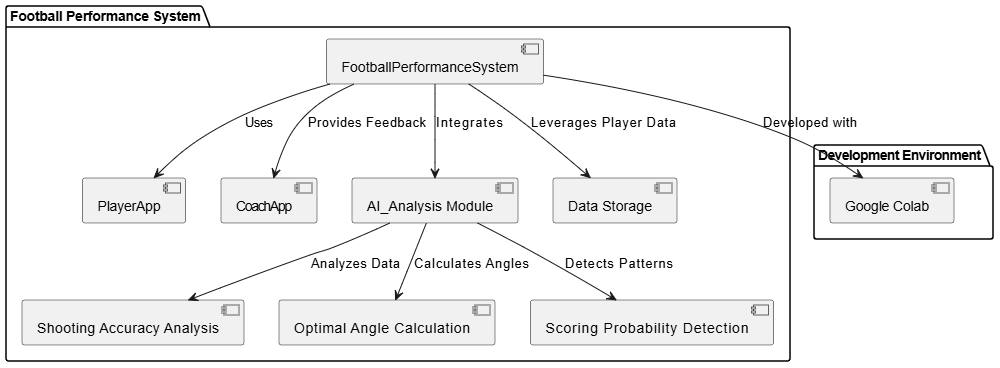 Football Performance System
FootballPerformanceSystem
Uses
Provides Feedback
Integrates
Leverages Player Data
Developed with
Development Environment
PlayerApp
CoachApp
AI_Analysis Module
Data Storage
Google Colab
Analyzes Data
Calculates Angles
Detects Patterns
Shooting Accuracy Analysis
Optimal Angle Calculation
Scoring Probability Detection